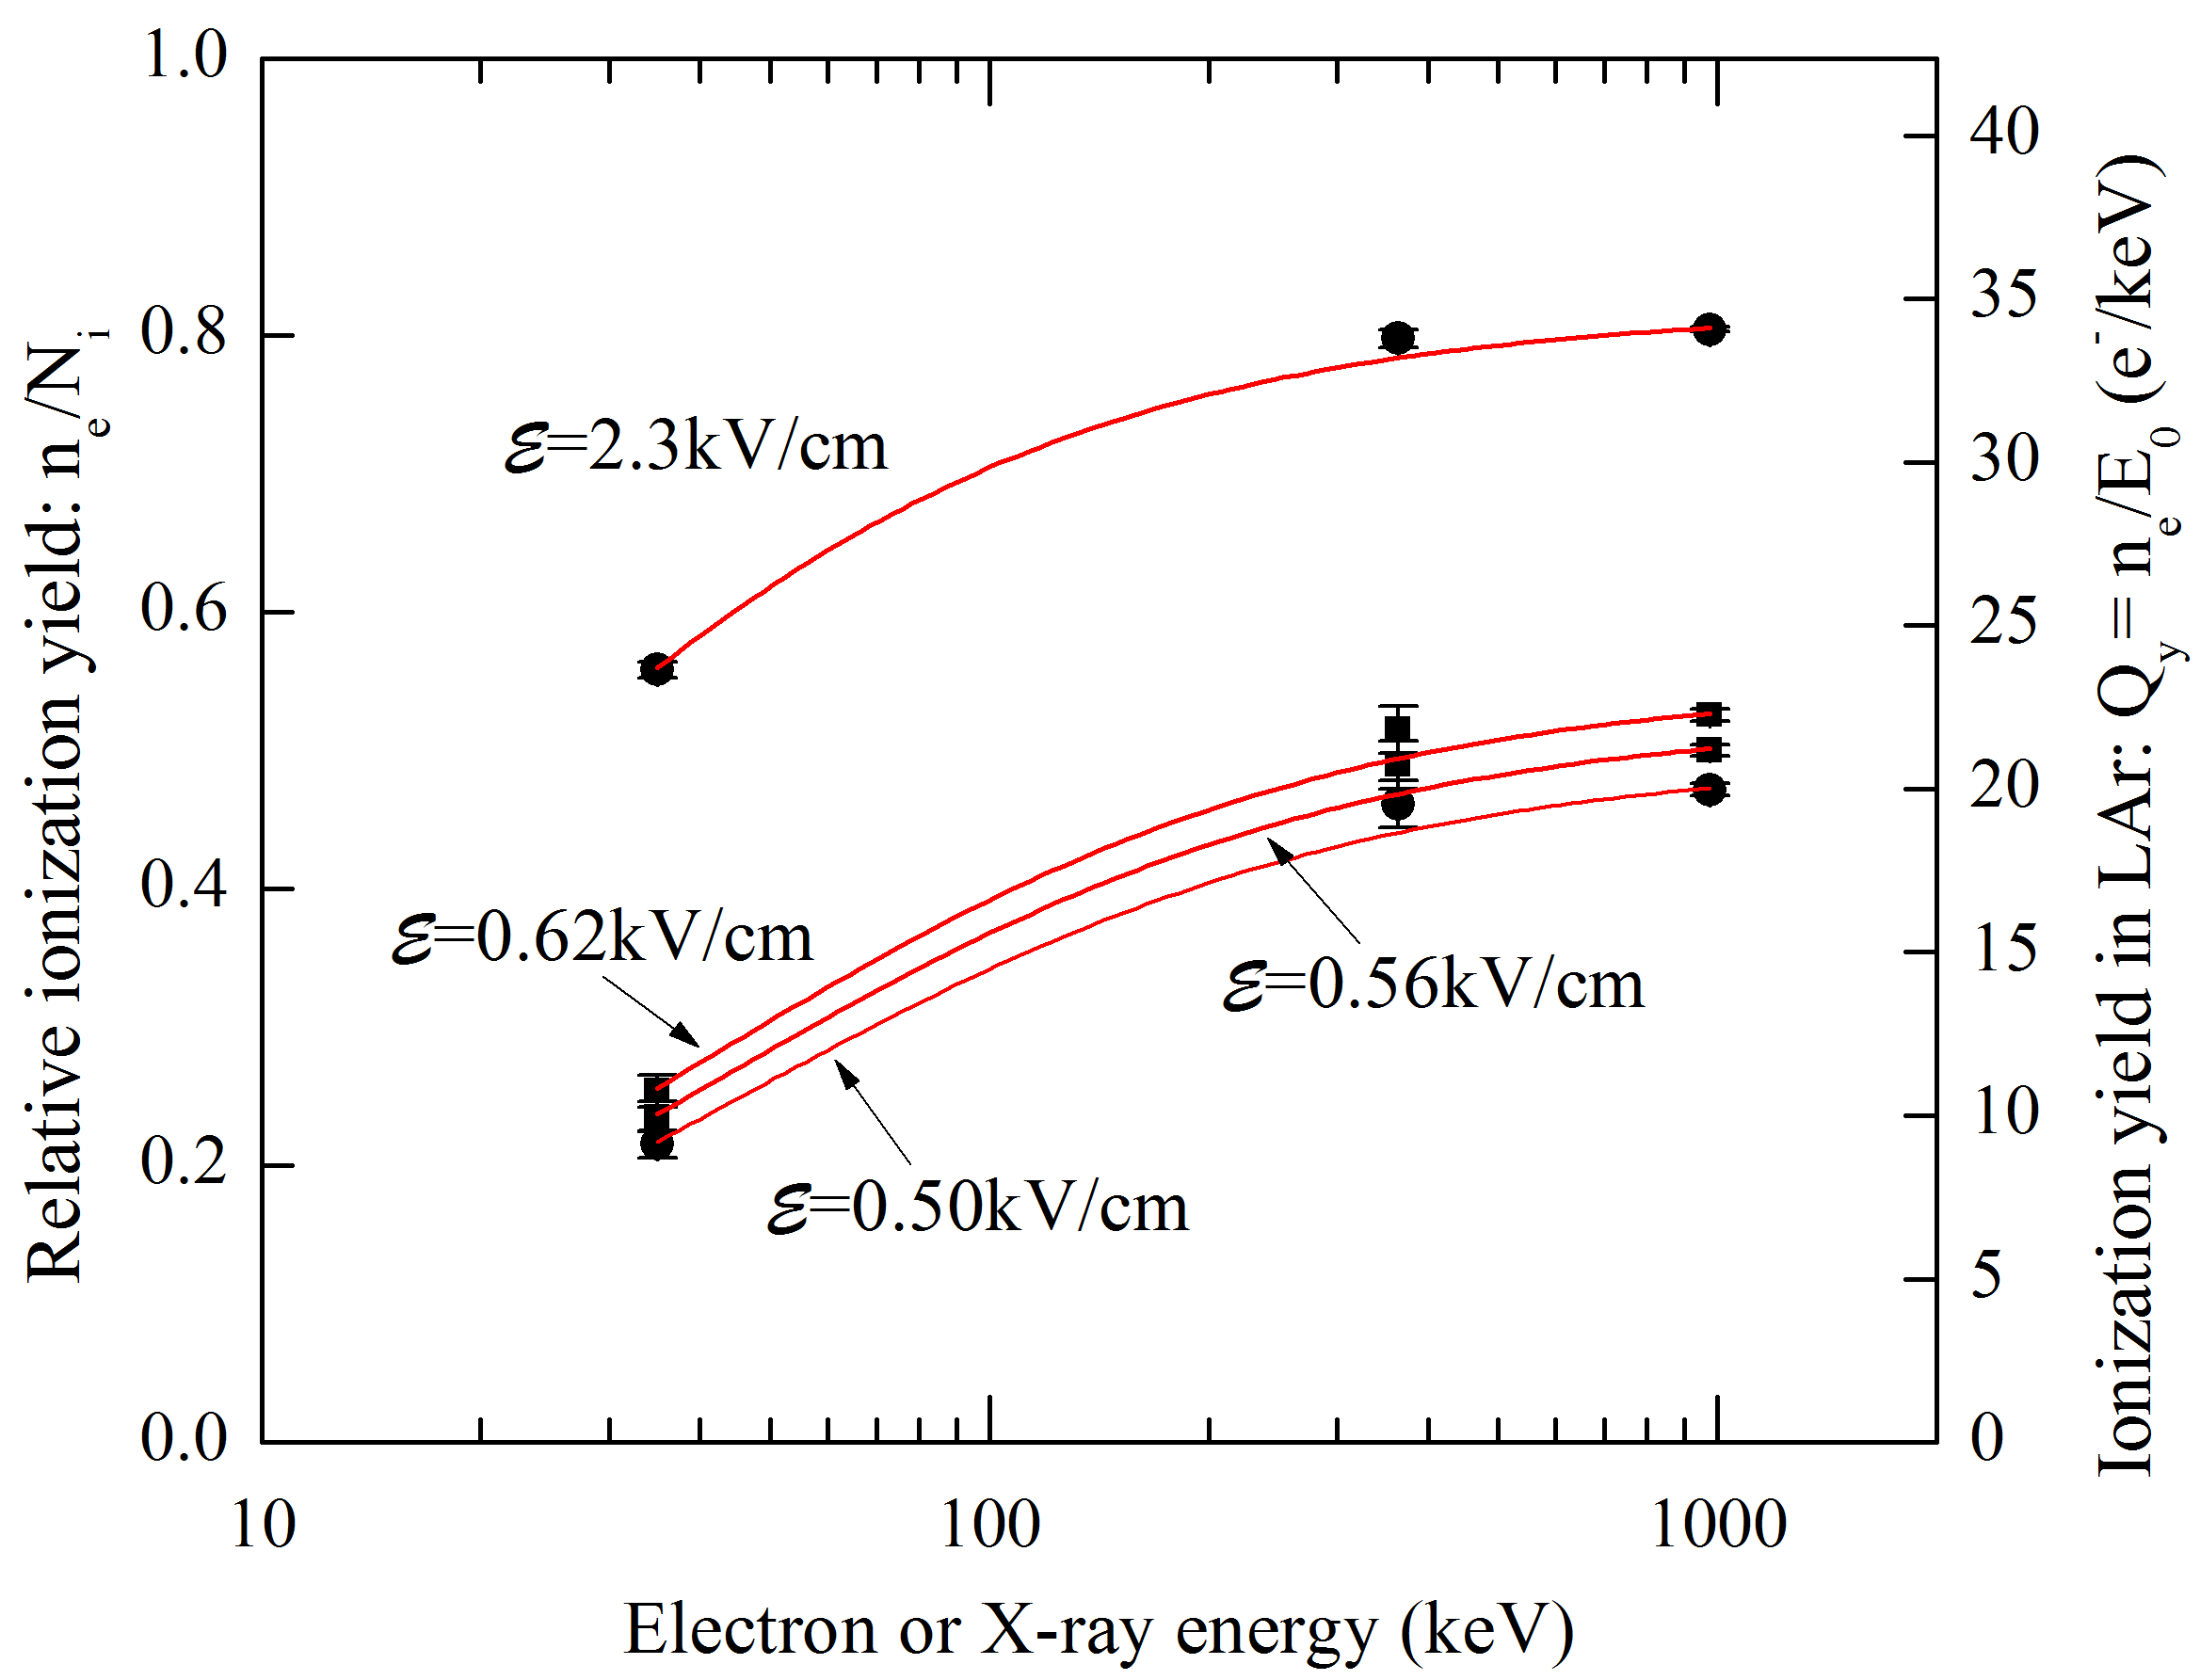 Relative ionization yield: nₑ/Nᵢ
1.0
0.8
0.6
0.4
0.2
0.0
ℰ=2.3kV/cm
ℰ=0.62kV/cm
ℰ=0.56kV/cm
ℰ=0.50kV/cm
40
35
30
25
20
15
10
5
0
Ionization yield in LAr: Q_y = nₑ/E₀ (e⁻/keV)
10
100
1000
Electron or X-ray energy (keV)